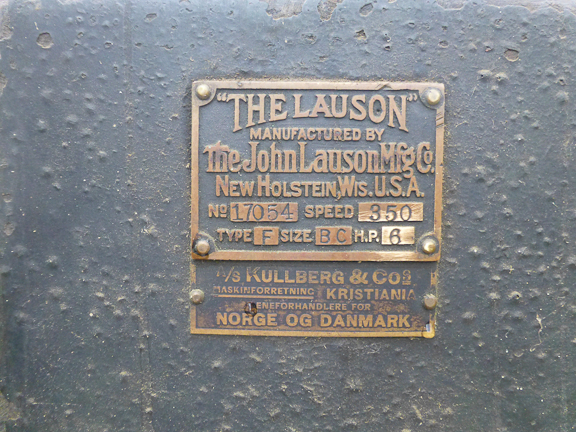 "THE LAUSON"
MANUFACTURED BY
The John Lauson Mfg Co.
NEW HOLSTEIN, WIS. U.S.A.
No 17054 SPEED 350
TYPE F SIZE BC H.P. 6
A/S KULLBERG & Co
MASKINFORRETNING KRISTIANIA
ENEFORHANDLERE FOR
NORGE OG DANMARK